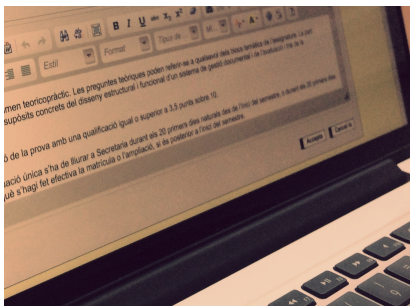 B I U abc X₂ X²
Estil Format Tipus de M...
men teoricopràctic. Les preguntes teòriques poden referir-se a qualsevol dels blocs temàtics de l'assignatura. La part
supòsits concrets del disseny estructural i funcional d'un sistema de gestió documental i de l'avaluació
ó de la prova amb una qualificació igual o superior a 3,5 punts sobre 10.
uació única s'ha de lliurar a Secretaria durant els 20 primers dies naturals des de l'inici del semestre, o durant els 20 primers dies
què s'hagi fet efectiva la matrícula o l'ampliació, si és posterior a l'inici del semestre.
Accepta Cancel·la